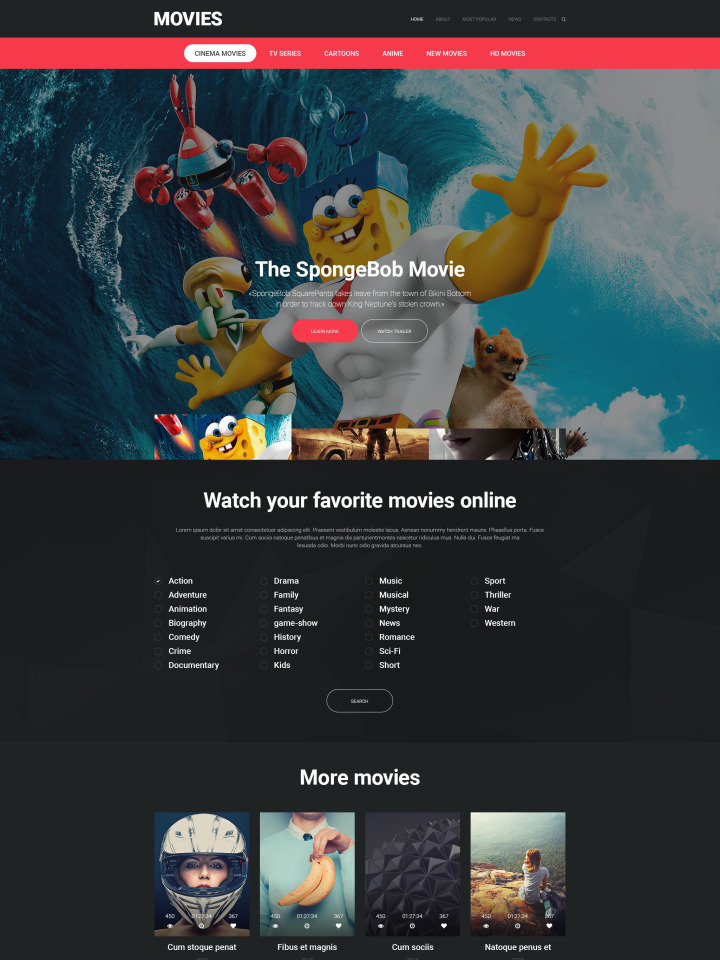 MOVIES
HOME ABOUT MOST POPULAR NEWS CONTACTS
CINEMA MOVIES TV SERIES CARTOONS ANIME NEW MOVIES HD MOVIES
The SpongeBob Movie
«SpongeBob SquarePants takes leave from the town of Bikini Bottom
in order to track down King Neptune's stolen crown.»
LEARN MORE WATCH TRAILER
Watch your favorite movies online
Lorem ipsum dolor sit amet consectetuer adipiscing elit. Praesent vestibulum molestie lacus. Aenean nonummy hendrerit mauris. Phasellus porta. Fusce
suscipit varius mi. Cum sociis natoque penatibus et magnis dis parturientmontes nascetur ridiculus mus. Nulla dui. Fusce feugiat ma
lesuada odio. Morbi nunc odio gravida atcursus nec
Action Drama Music Sport
Adventure Family Musical Thriller
Animation Fantasy Mystery War
Biography game-show News Western
Comedy History Romance
Crime Horror Sci-Fi
Documentary Kids Short
SEARCH
More movies
450 01:27:34 367 450 01:27:34 367 450 01:27:34 367 450 01:27:34 367
Cum stoque penat Fibus et magnis Cum sociis Natoque penus et